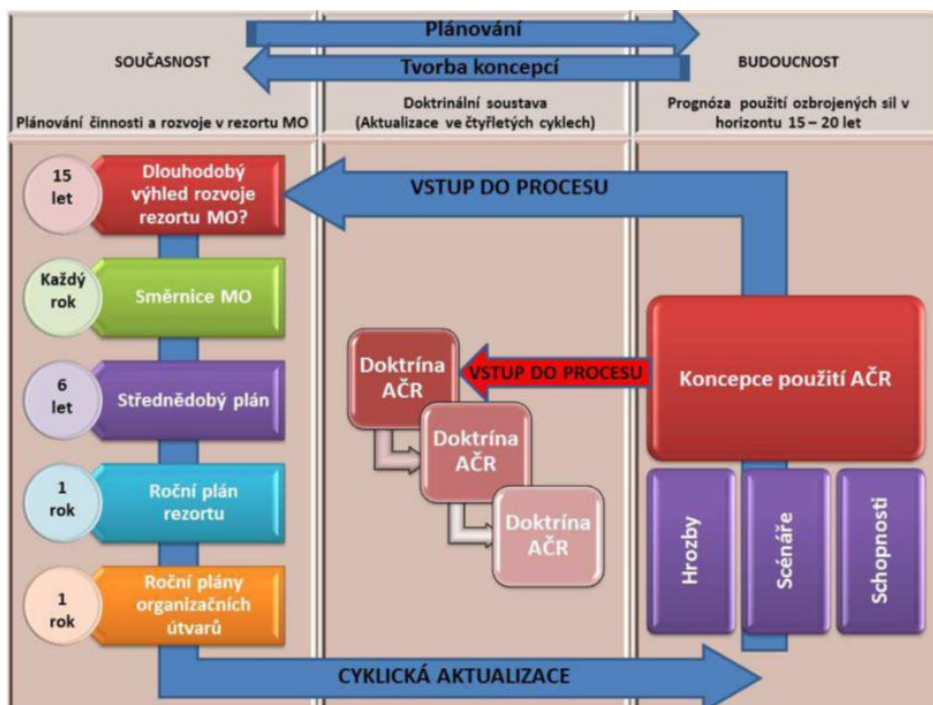 Plánování
Tvorba koncepcí
SOUČASNOST
BUDOUCNOST
Plánování činnosti a rozvoje v rezortu MO
Doktrinální soustava
(Aktualizace ve čtyřletých cyklech)
Prognóza použití ozbrojených sil v
horizontu 15 – 20 let
15
let
Dlouhodobý
výhled rozvoje
rezortu MO?
Každý
rok
Směrnice MO
6
let
Střednědobý plán
1
rok
Roční plán
rezortu
1
rok
Roční plány
organizačních
útvarů
VSTUP DO PROCESU
Doktrína
AČR
Doktrína
AČR
Doktrína
AČR
VSTUP DO PROCESU
Koncepce použití AČR
Hrozby
Scénáře
Schopnosti
CYKLICKÁ AKTUALIZACE